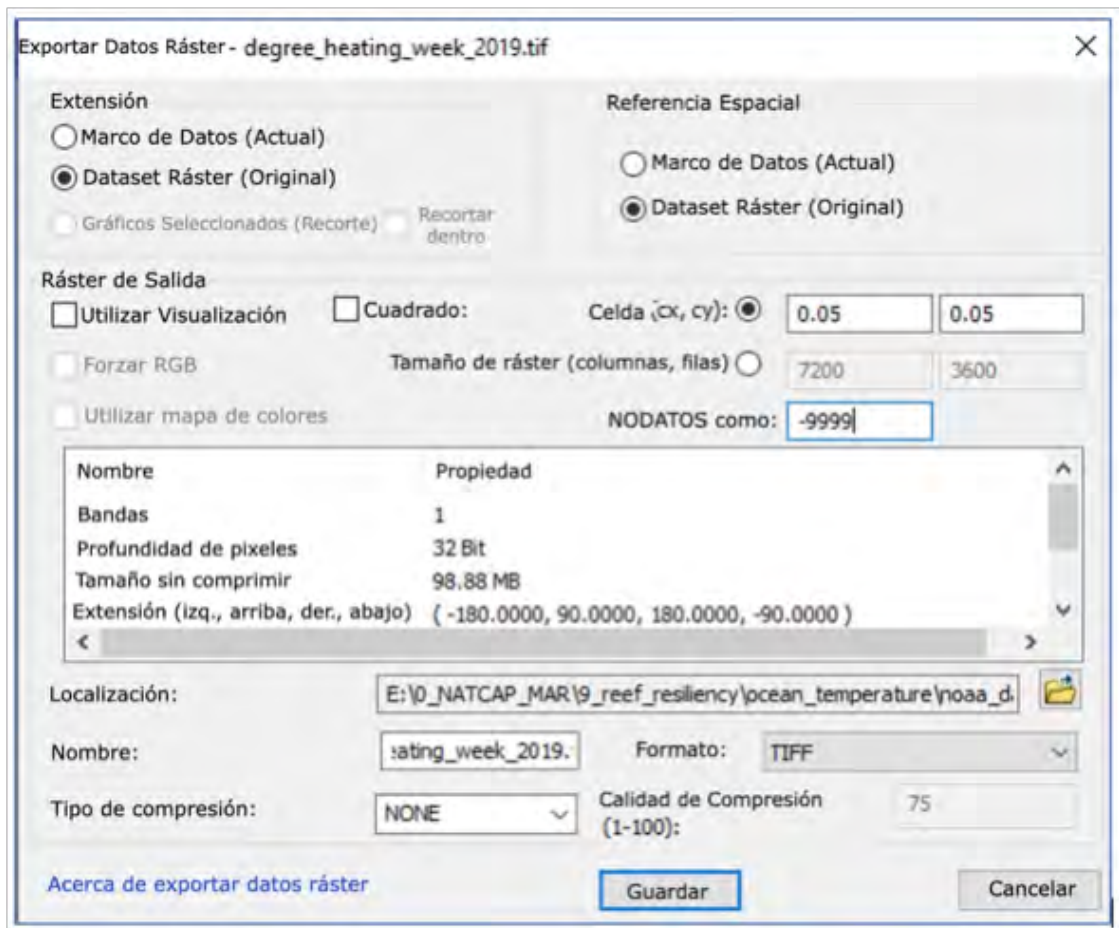 Exportar Datos Ráster - degree_heating_week_2019.tif
Extensión
Marco de Datos (Actual)
Dataset Ráster (Original)
Gráficos Seleccionados (Recorte)
Recortar
dentro
Referencia Espacial
Marco de Datos (Actual)
Dataset Ráster (Original)
Ráster de Salida
Utilizar Visualización
Cuadrado:
Celda (cx, cy):
0.05
0.05
Forzar RGB
Tamaño de ráster (columnas, filas)
7200
3600
Utilizar mapa de colores
NODATOS como:
-9999
Nombre
Propiedad
Bandas
1
Profundidad de pixeles
32 Bit
Tamaño sin comprimir
98.88 MB
Extensión (izq., arriba, der., abajo)
( -180.0000, 90.0000, 180.0000, -90.0000 )
Localización:
E:\0_NATCAP_MAR\9_reef_resiliency\ocean_temperature\noaa_d
Nombre:
eating_week_2019.
Formato:
TIFF
Tipo de compresión:
NONE
Calidad de Compresión
(1-100):
75
Acerca de exportar datos ráster
Guardar
Cancelar